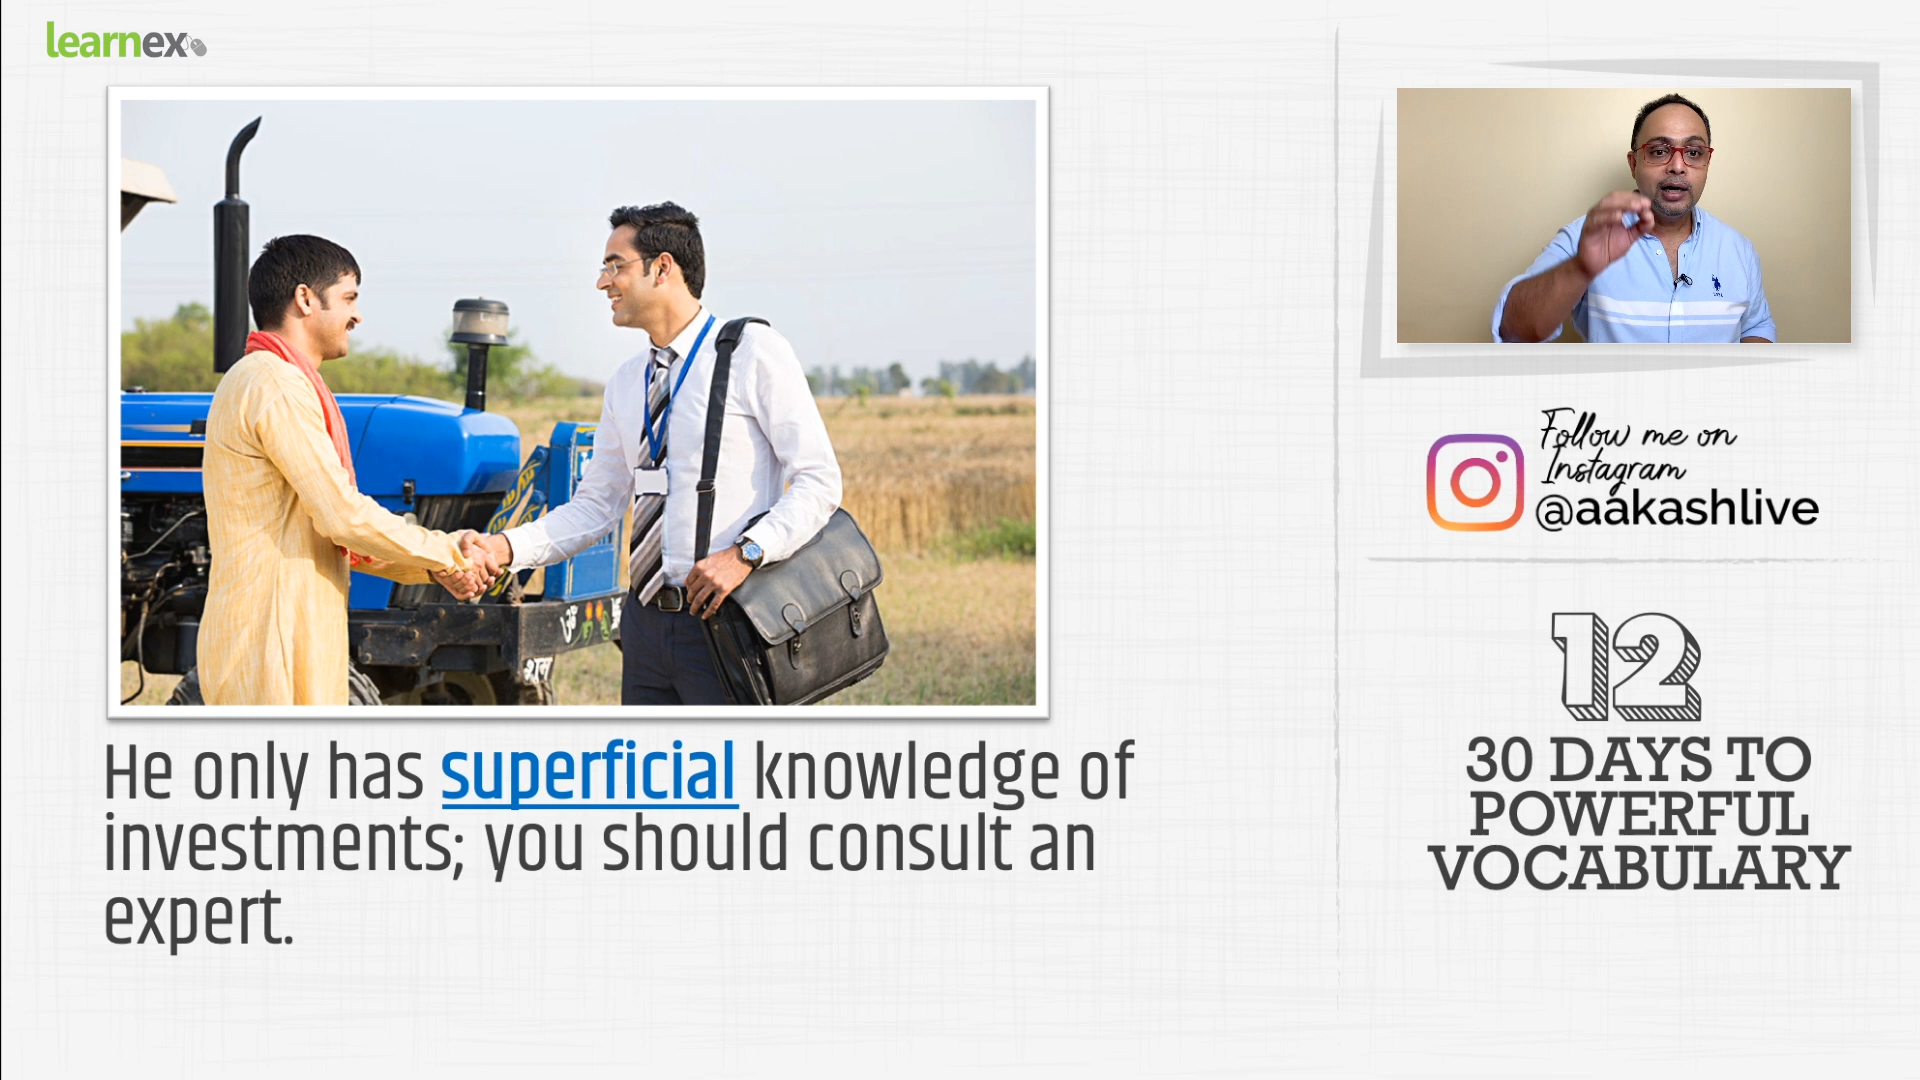 learnex
He only has superficial knowledge of
investments; you should consult an
expert.
Follow me on
Instagram
@aakashlive
12
30 DAYS TO
POWERFUL
VOCABULARY
ॐ